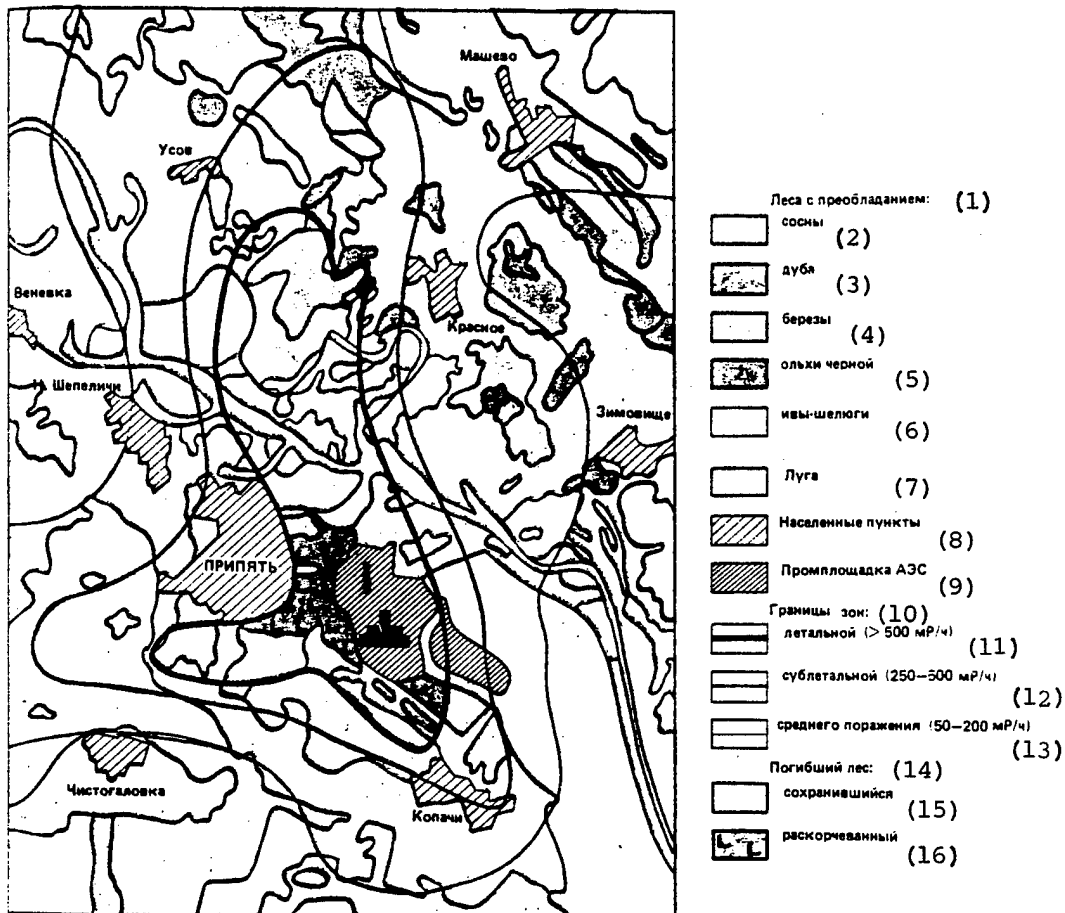 Машево
Усов
Веневка
Красное
Н. Шепеличи
Зимовище
ПРИПЯТЬ
Чистогаловка
Копачи
Леса с преобладанием: (1)
сосны (2)
дуба (3)
березы (4)
ольхи черной (5)
ивы-шелюги (6)
Луга (7)
Населенные пункты (8)
Промплощадка АЭС (9)
Границы зон: (10)
летальной (> 500 мР/ч) (11)
сублетальной (250—500 мР/ч) (12)
среднего поражения (50—200 мР/ч) (13)
Погибший лес: (14)
сохранившийся (15)
раскорчеванный (16)